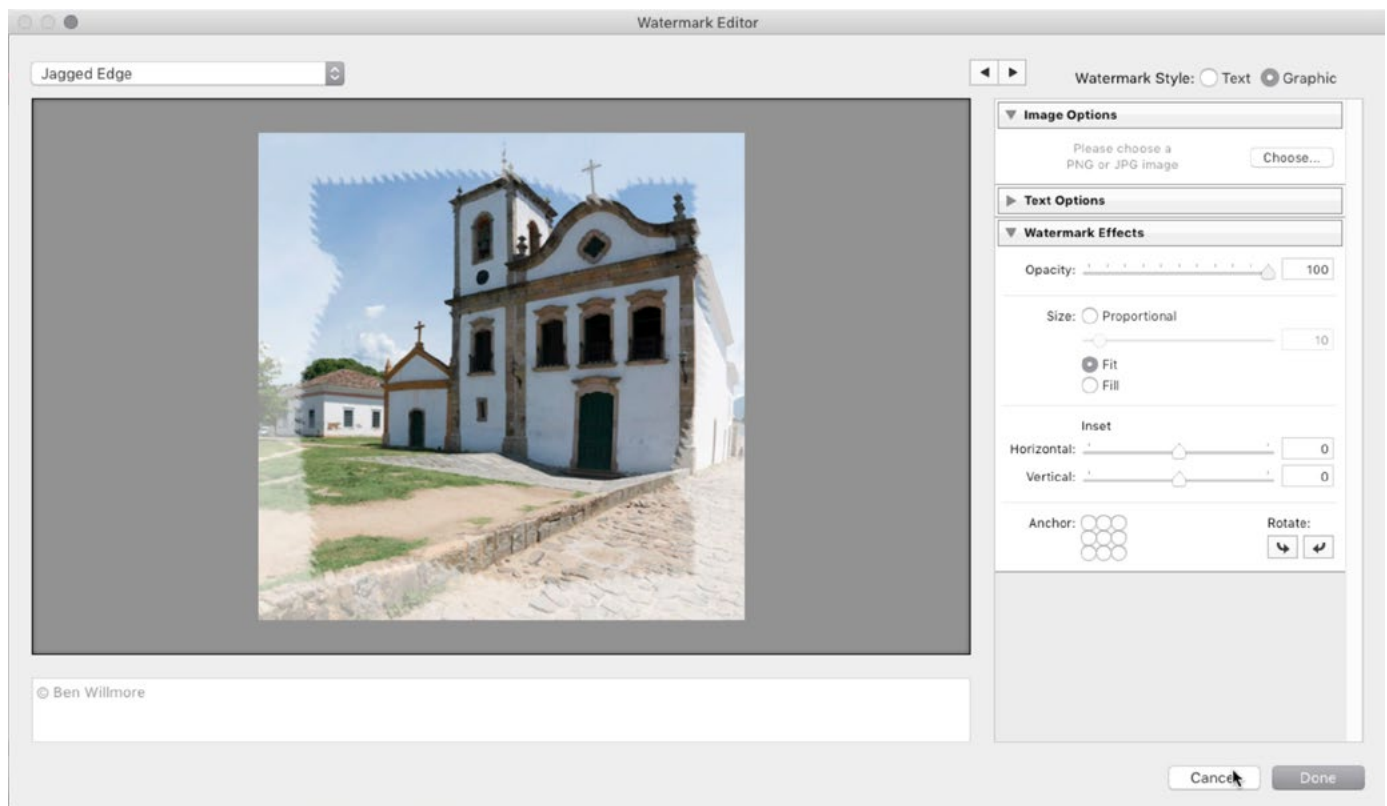 Watermark Editor
Jagged Edge
Watermark Style: Text Graphic
Image Options
Please choose a
PNG or JPG image
Choose...
Text Options
Watermark Effects
Opacity: 100
Size: Proportional
10
Fit
Fill
Inset
Horizontal: 0
Vertical: 0
Anchor: Rotate:
© Ben Willmore
Cancel Done